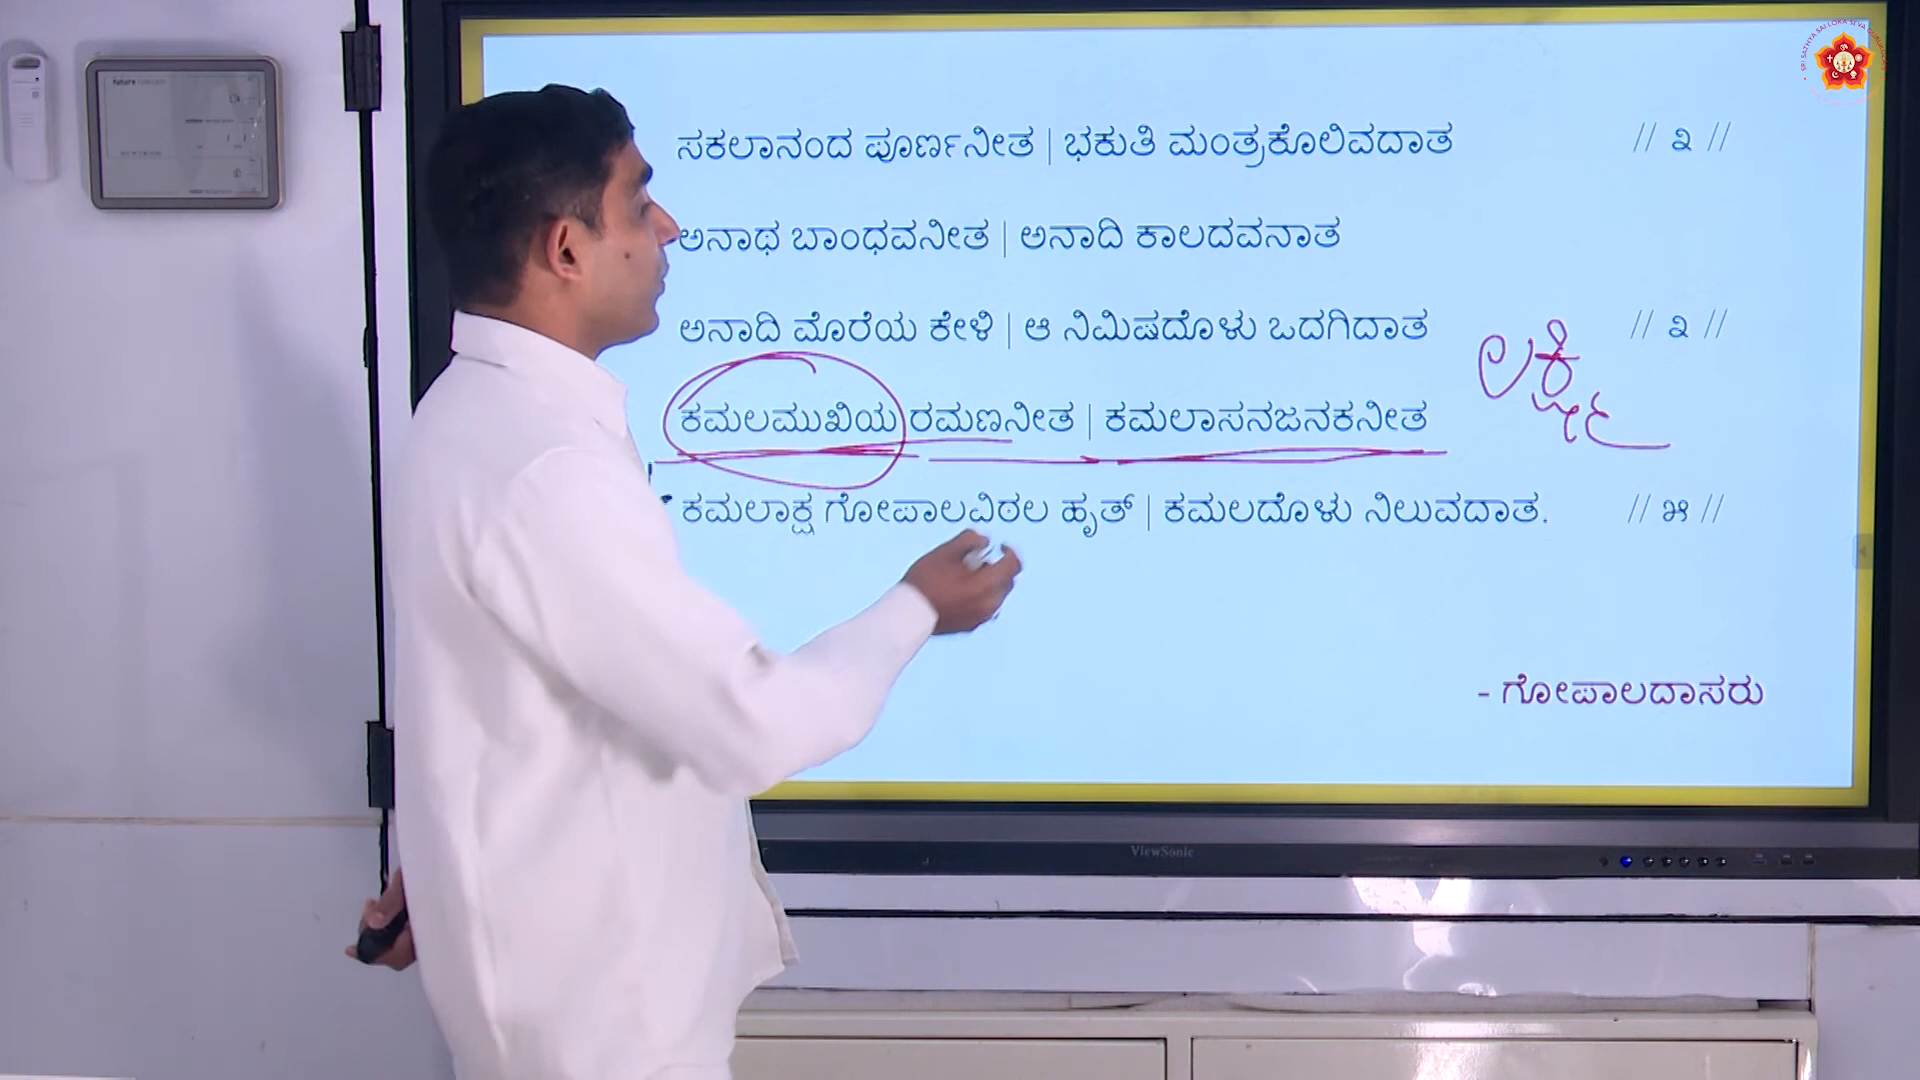 ಸಕಲಾನಂದ ಪೂರ್ಣನೀತ | ಭಕುತಿ ಮಂತ್ರಕೊಲಿವದಾತ // ೩ //
ಅನಾಥ ಬಾಂಧವನೀತ | ಅನಾದಿ ಕಾಲದವನಾತ
ಅನಾದಿ ಮೊರೆಯ ಕೇಳಿ | ಆ ನಿಮಿಷದೊಳು ಒದಗಿದಾತ // ೩ //
ಕಮಲಮುಖಿಯ ರಮಣನೀತ | ಕಮಲಾಸನಜನಕನೀತ
ಲಕ್ಷ್ಮೀ
ಕಮಲಾಕ್ಷ ಗೋಪಾಲವಿಠಲ ಹೃತ್ | ಕಮಲದೊಳು ನಿಲುವದಾತ. // ೫ //
- ಗೋಪಾಲದಾಸರು
ViewSonic